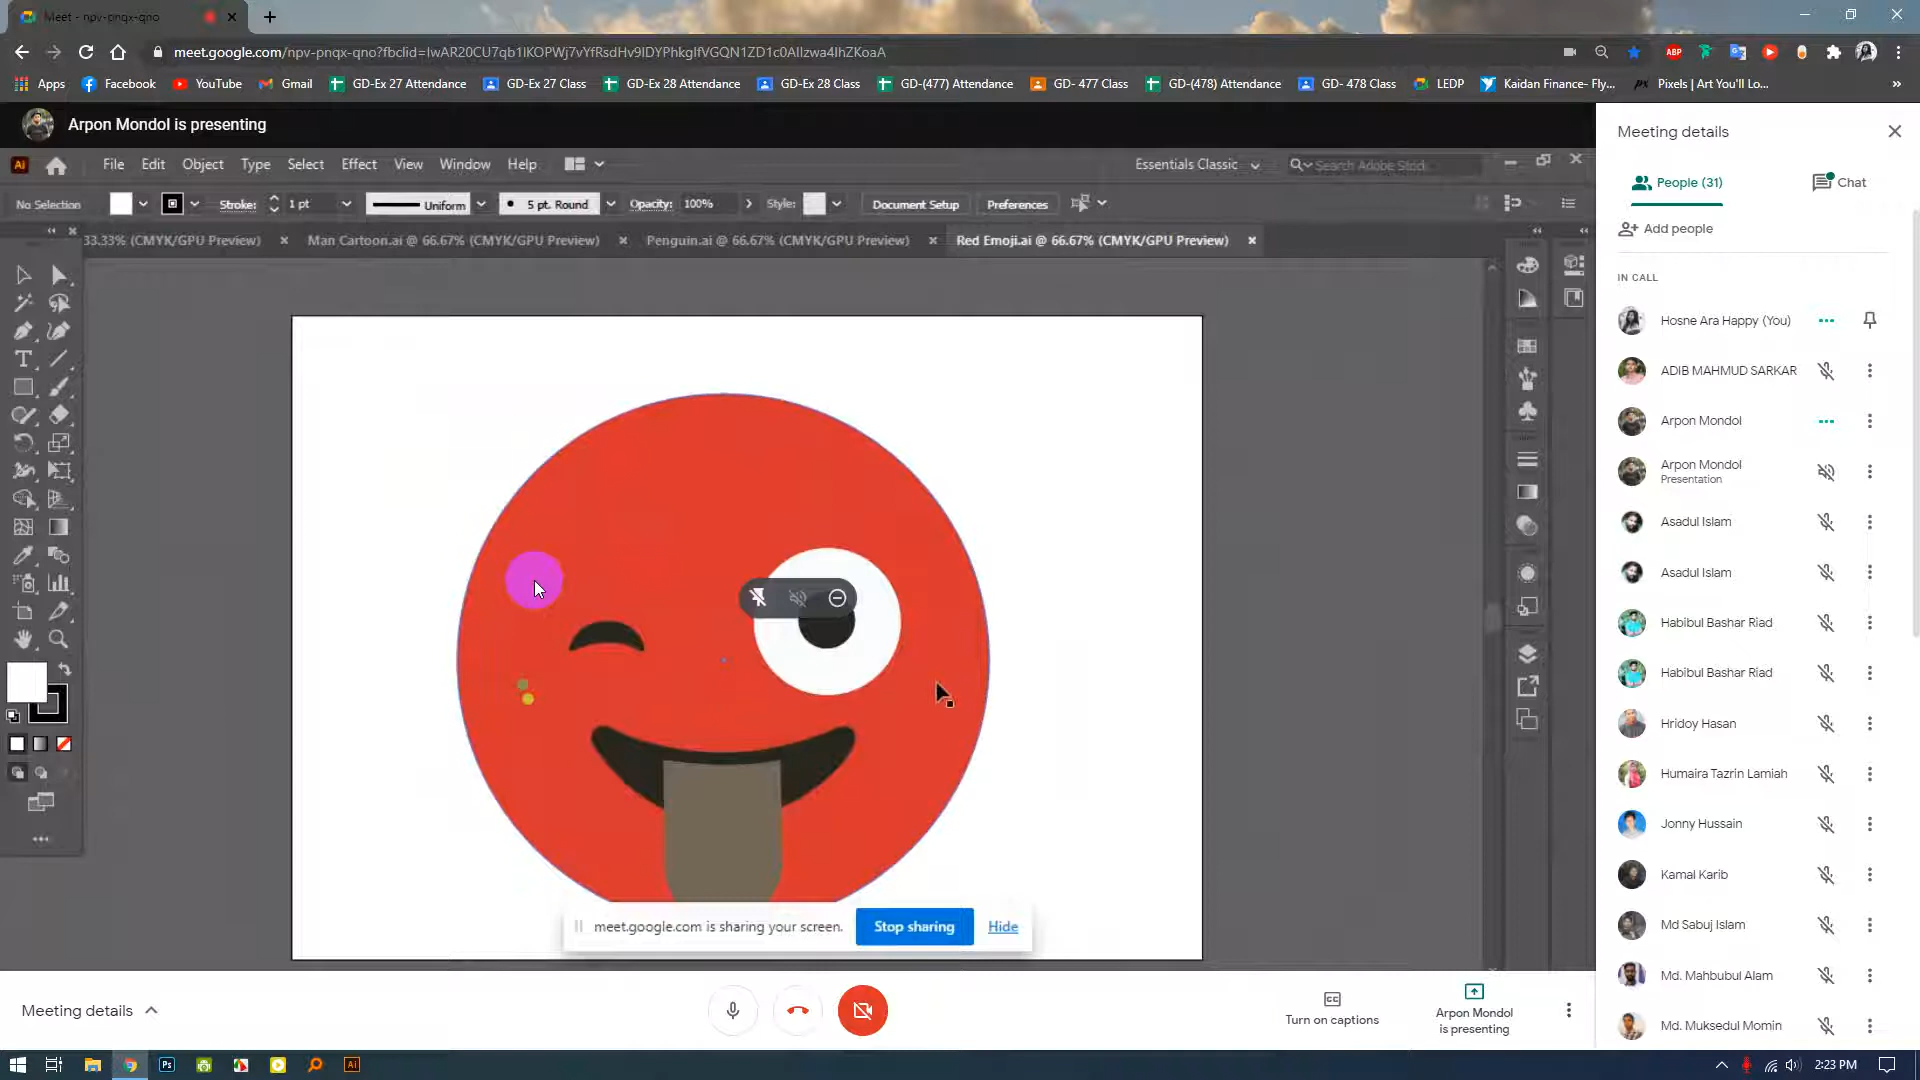 Meet - npv-pnqx-qno
meet.google.com/npv-pnqx-qno?fbclid=IwAR20CU7qb1lKOPWj7vYfRsdHv9IDYPhkglfVGQN1ZD1c0AIIzwa4IhZKoaA
ABP
Apps Facebook YouTube Gmail GD-Ex 27 Attendance GD-Ex 27 Class GD-Ex 28 Attendance GD-Ex 28 Class GD-(477) Attendance GD- 477 Class GD-(478) Attendance GD- 478 Class LEDP Kaidan Finance- Fly... Pixels | Art You'll Lo... »
Arpon Mondol is presenting
Ai File Edit Object Type Select Effect View Window Help Essentials Classic Search Adobe Stock
No Selection Stroke: 1 pt Uniform 5 pt. Round Opacity: 100% Style: Document Setup Preferences
33.33% (CMYK/GPU Preview) × Man Cartoon.ai @ 66.67% (CMYK/GPU Preview) × Penguin.ai @ 66.67% (CMYK/GPU Preview) × Red Emoji.ai @ 66.67% (CMYK/GPU Preview) ×
meet.google.com is sharing your screen. Stop sharing Hide
Meeting details
People (31) Chat
Add people
IN CALL
Hosne Ara Happy (You)
ADIB MAHMUD SARKAR
Arpon Mondol
Arpon Mondol
Presentation
Asadul Islam
Asadul Islam
Habibul Bashar Riad
Habibul Bashar Riad
Hridoy Hasan
Humaira Tazrin Lamiah
Jonny Hussain
Kamal Karib
Md Sabuj Islam
Md. Mahbubul Alam
Md. Muksedul Momin
Meeting details
CC
Turn on captions
Arpon Mondol
is presenting
Ps Ai 2:23 PM